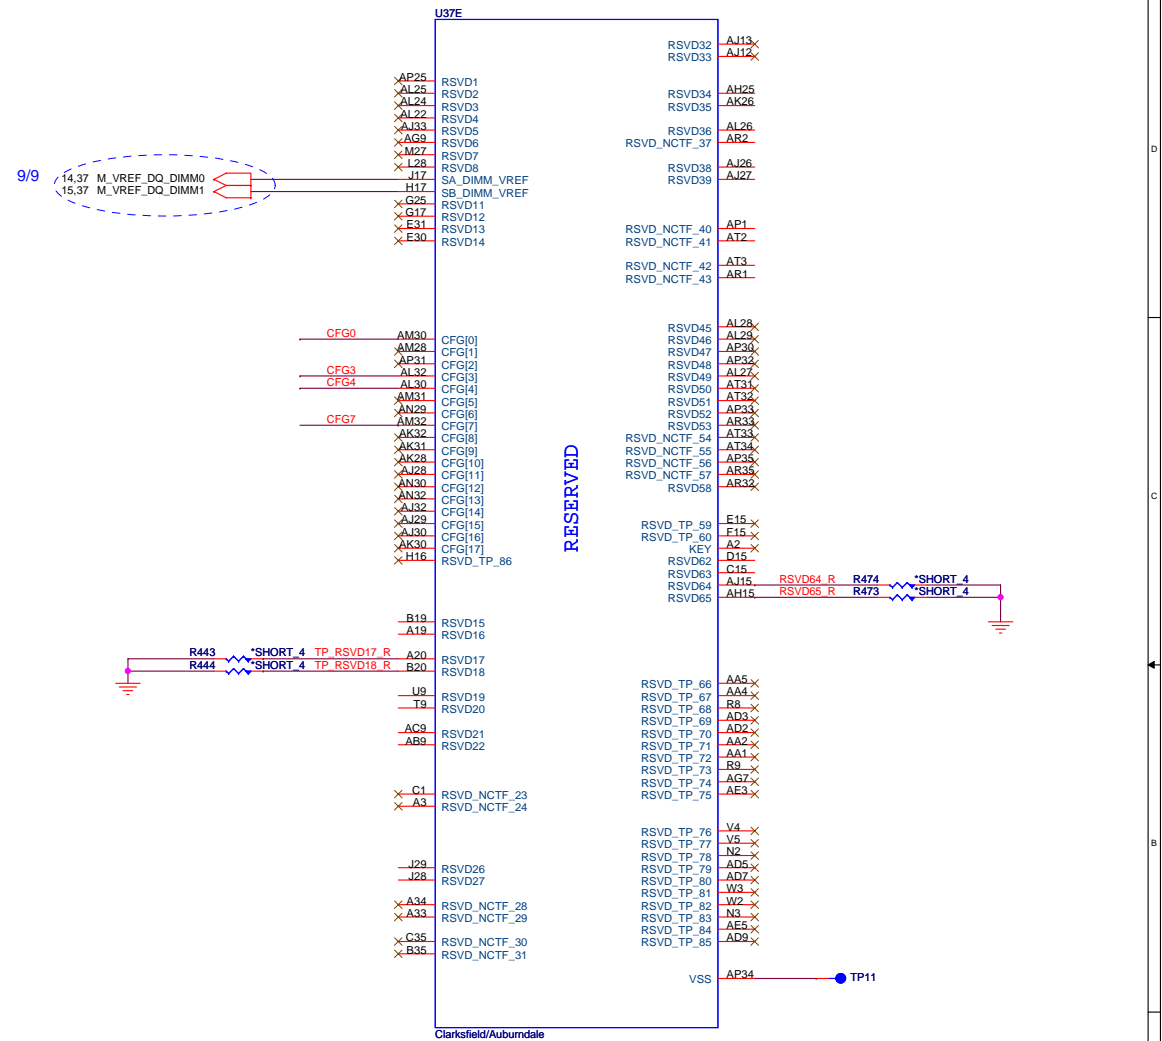 U37E
AP25 RSVD1
AL25 RSVD2
AL24 RSVD3
AL22 RSVD4
AJ33 RSVD5
AG9 RSVD6
M27 RSVD7
L28 RSVD8
9/9
14,37 M_VREF_DQ_DIMM0 J17 SA_DIMM_VREF
15,37 M_VREF_DQ_DIMM1 H17 SB_DIMM_VREF
G25 RSVD11
G17 RSVD12
E31 RSVD13
E30 RSVD14
CFG0 AM30 CFG[0]
AM28 CFG[1]
AP31 CFG[2]
CFG3 AL32 CFG[3]
CFG4 AL30 CFG[4]
AM31 CFG[5]
AN29 CFG[6]
CFG7 AM32 CFG[7]
AK32 CFG[8]
AK31 CFG[9]
AK28 CFG[10]
AJ28 CFG[11]
AN30 CFG[12]
AN32 CFG[13]
AJ32 CFG[14]
AJ29 CFG[15]
AJ30 CFG[16]
AK30 CFG[17]
H16 RSVD_TP_86
B19 RSVD15
A19 RSVD16
R443 *SHORT_4 TP_RSVD17_R A20 RSVD17
R444 *SHORT_4 TP_RSVD18_R B20 RSVD18
U9 RSVD19
T9 RSVD20
AC9 RSVD21
AB9 RSVD22
C1 RSVD_NCTF_23
A3 RSVD_NCTF_24
J29 RSVD26
J28 RSVD27
A34 RSVD_NCTF_28
A33 RSVD_NCTF_29
C35 RSVD_NCTF_30
B35 RSVD_NCTF_31
RESERVED
RSVD32 AJ13
RSVD33 AJ12
RSVD34 AH25
RSVD35 AK26
RSVD36 AL26
RSVD_NCTF_37 AR2
RSVD38 AJ26
RSVD39 AJ27
RSVD_NCTF_40 AP1
RSVD_NCTF_41 AT2
RSVD_NCTF_42 AT3
RSVD_NCTF_43 AR1
RSVD45 AL28
RSVD46 AL29
RSVD47 AP30
RSVD48 AP32
RSVD49 AL27
RSVD50 AT31
RSVD51 AT32
RSVD52 AP33
RSVD53 AR33
RSVD_NCTF_54 AT33
RSVD_NCTF_55 AT34
RSVD_NCTF_56 AP35
RSVD_NCTF_57 AR35
RSVD58 AR32
RSVD_TP_59 E15
RSVD_TP_60 F15
KEY A2
RSVD62 D15
RSVD63 C15
RSVD64 AJ15 RSVD64_R R474 *SHORT_4
RSVD65 AH15 RSVD65_R R473 *SHORT_4
RSVD_TP_66 AA5
RSVD_TP_67 AA4
RSVD_TP_68 R8
RSVD_TP_69 AD3
RSVD_TP_70 AD2
RSVD_TP_71 AA2
RSVD_TP_72 AA1
RSVD_TP_73 R9
RSVD_TP_74 AG7
RSVD_TP_75 AE3
RSVD_TP_76 V4
RSVD_TP_77 V5
RSVD_TP_78 N2
RSVD_TP_79 AD5
RSVD_TP_80 AD7
RSVD_TP_81 W3
RSVD_TP_82 W2
RSVD_TP_83 N3
RSVD_TP_84 AE5
RSVD_TP_85 AD9
VSS AP34 TP11
Clarksfield/Auburndale
D
C
B